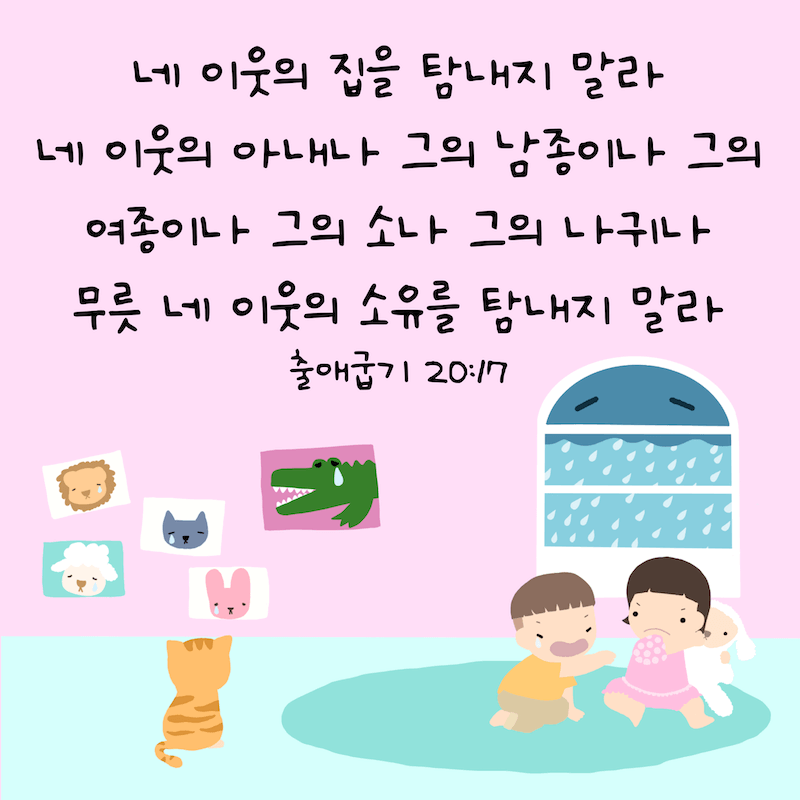 네 이웃의 집을 탐내지 말라
네 이웃의 아내나 그의 남종이나 그의
여종이나 그의 소나 그의 나귀나
무릇 네 이웃의 소유를 탐내지 말라
출애굽기 20:17